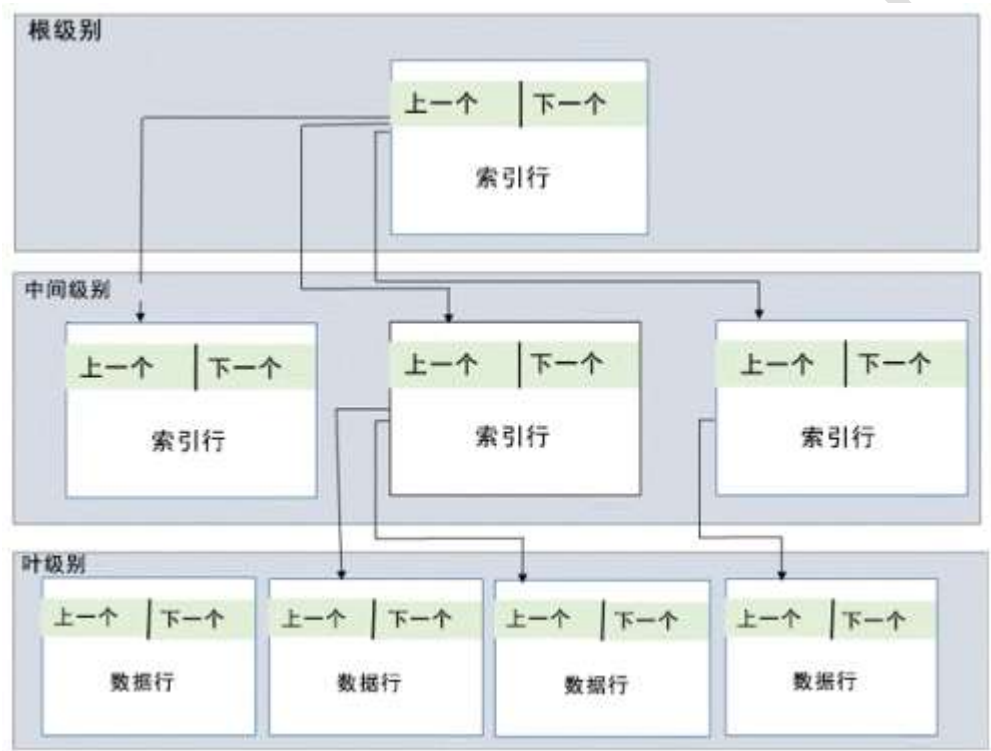 根级别
上一个 下一个
索引行
中间级别
上一个 下一个 上一个 下一个 上一个 下一个
索引行 索引行 索引行
叶级别
上一个 下一个 上一个 下一个 上一个 下一个 上一个 下一个
数据行 数据行 数据行 数据行